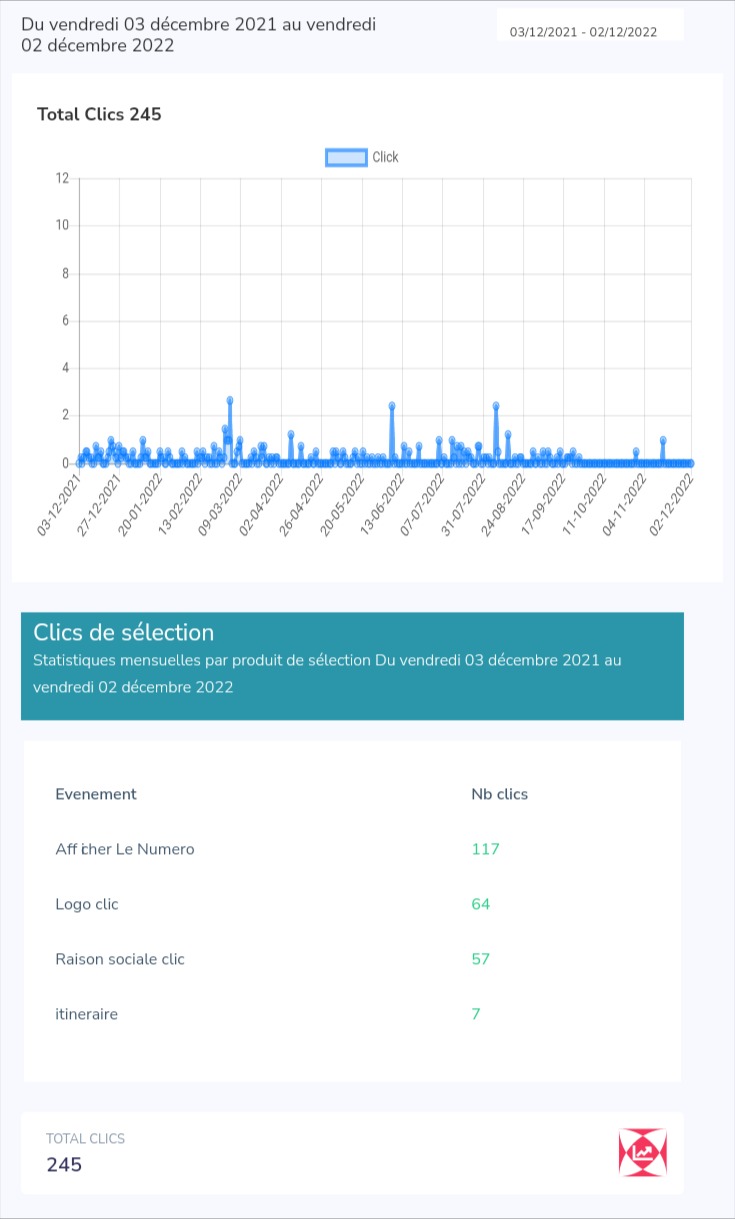 Du vendredi 03 décembre 2021 au vendredi
02 décembre 2022
03/12/2021 - 02/12/2022
Total Clics 245
Click
12
10
8
6
4
2
0
03-12-2021
27-12-2021
20-01-2022
13-02-2022
09-03-2022
02-04-2022
26-04-2022
20-05-2022
13-06-2022
07-07-2022
31-07-2022
24-08-2022
17-09-2022
11-10-2022
04-11-2022
02-12-2022
Clics de sélection
Statistiques mensuelles par produit de sélection Du vendredi 03 décembre 2021 au
vendredi 02 décembre 2022
Evenement Nb clics
Afficher Le Numero 117
Logo clic 64
Raison sociale clic 57
itineraire 7
TOTAL CLICS
245